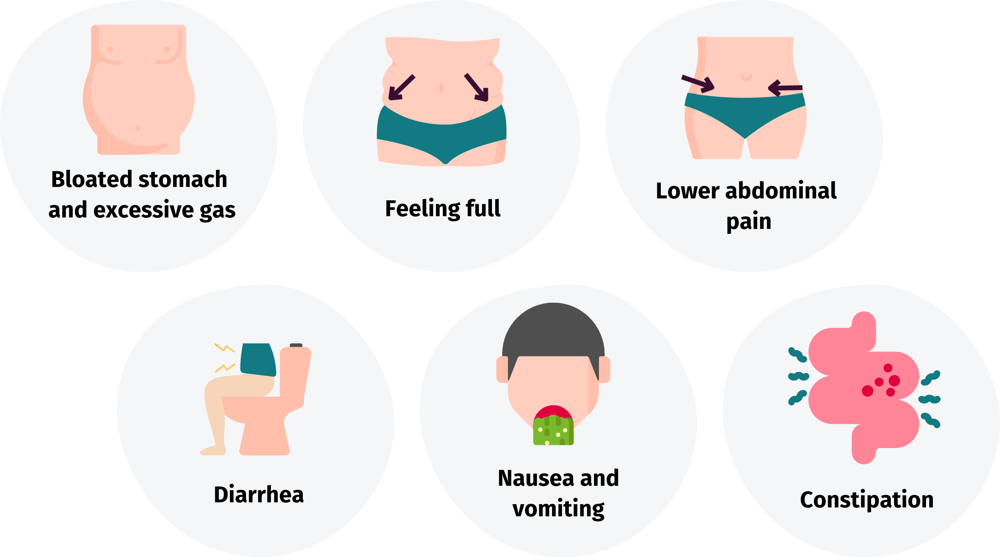 Bloated stomach
and excessive gas
Feeling full
Lower abdominal
pain
Diarrhea
Nausea and
vomiting
Constipation